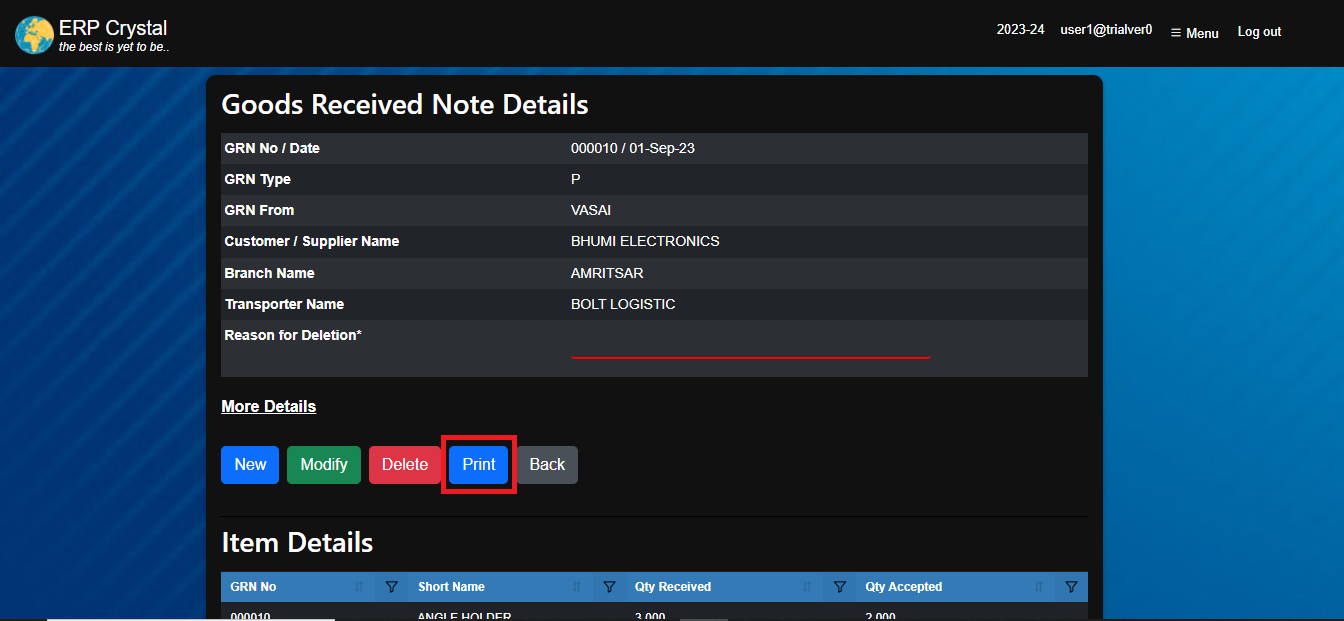 ERP Crystal
the best is yet to be..
2023-24 user1@trialver0 Menu Log out
Goods Received Note Details
GRN No / Date 000010 / 01-Sep-23
GRN Type P
GRN From VASAI
Customer / Supplier Name BHUMI ELECTRONICS
Branch Name AMRITSAR
Transporter Name BOLT LOGISTIC
Reason for Deletion*
More Details
New Modify Delete Print Back
Item Details
GRN No Short Name Qty Received Qty Accepted
000010 ANGLE HOLDER 3.000 2.000